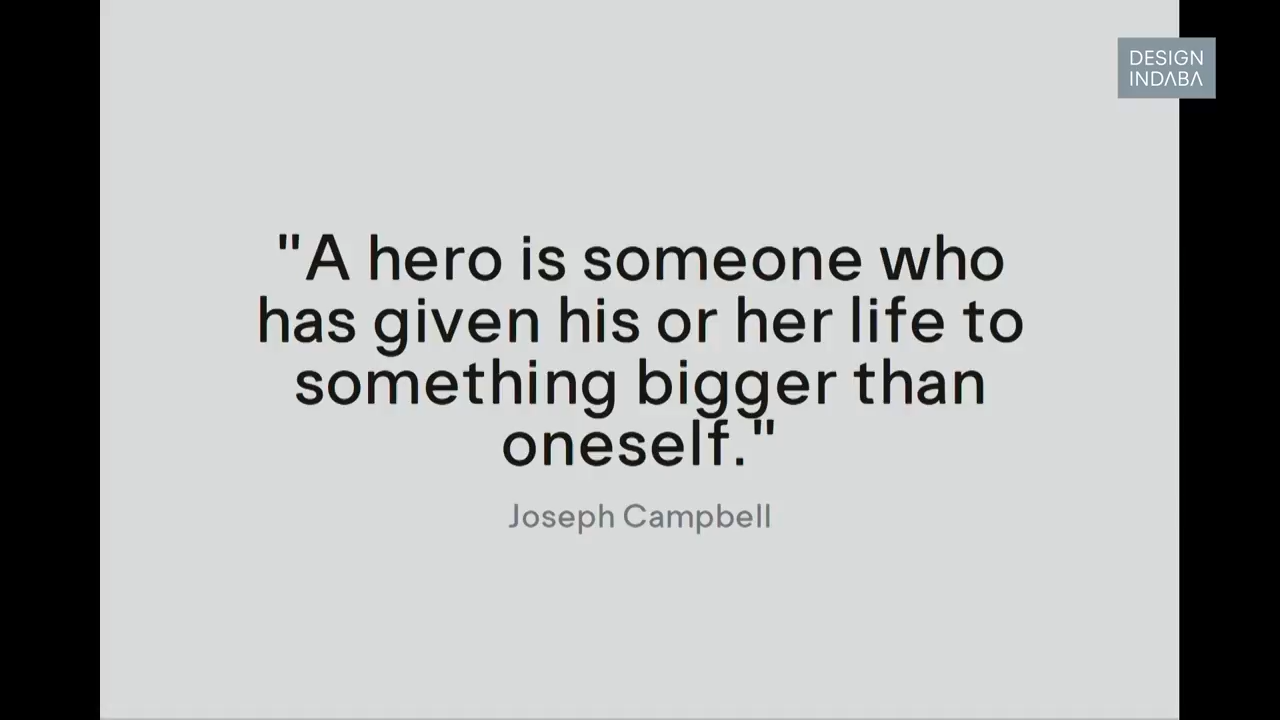 DESIGN
INDABA
"A hero is someone who
has given his or her life to
something bigger than
oneself."
Joseph Campbell